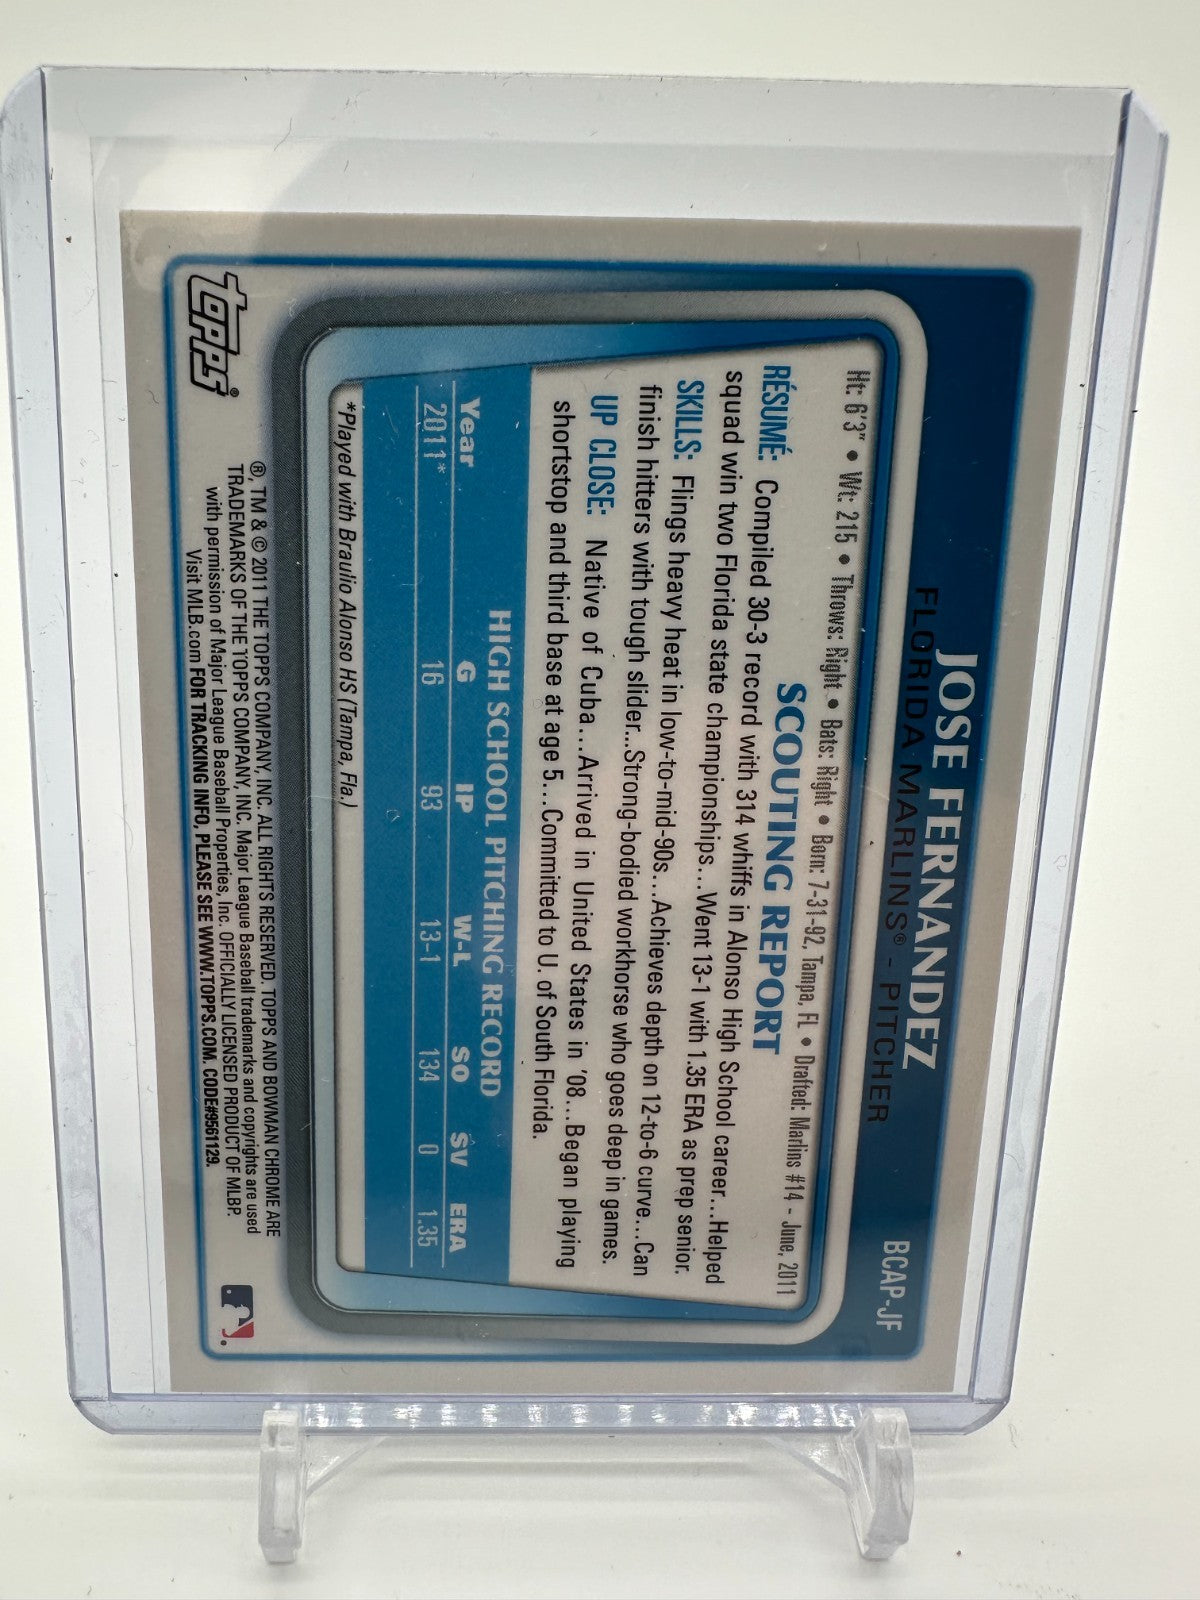 JOSE FERNANDEZ
FLORIDA MARLINS® - PITCHER
BCAP-JF
Ht: 6'3" • Wt: 215 • Throws: Right • Bats: Right • Born: 7-31-92, Tampa, FL • Drafted: Marlins #14 - June, 2011
SCOUTING REPORT
RÉSUMÉ: Compiled 30-3 record with 314 whiffs in Alonso High School career...Helped
squad win two Florida state championships...Went 13-1 with 1.35 ERA as prep senior.
SKILLS: Flings heavy heat in low-to-mid-90s...Achieves depth on 12-to-6 curve...Can
finish hitters with tough slider...Strong-bodied workhorse who goes deep in games.
UP CLOSE: Native of Cuba...Arrived in United States in '08...Began playing
shortstop and third base at age 5...Committed to U. of South Florida.
HIGH SCHOOL PITCHING RECORD
Year G IP W-L SO SV ERA
2011* 16 93 13-1 134 0 1.35
*Played with Braulio Alonso HS (Tampa, Fla.)
topps®
®, TM & © 2011 THE TOPPS COMPANY, INC. ALL RIGHTS RESERVED. TOPPS AND BOWMAN CHROME ARE
TRADEMARKS OF THE TOPPS COMPANY, INC. Major League Baseball trademarks and copyrights are used
with permission of Major League Baseball Properties, Inc. OFFICIALLY LICENSED PRODUCT OF MLBP.
Visit MLB.com FOR TRACKING INFO, PLEASE SEE WWW.TOPPS.COM. CODE#9561129.